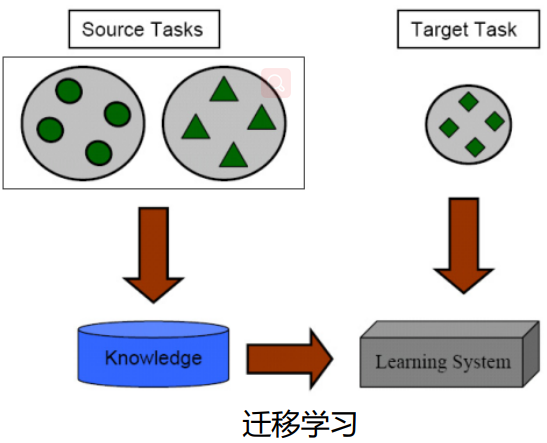 Source Tasks
Target Task
Knowledge
Learning System
迁移学习